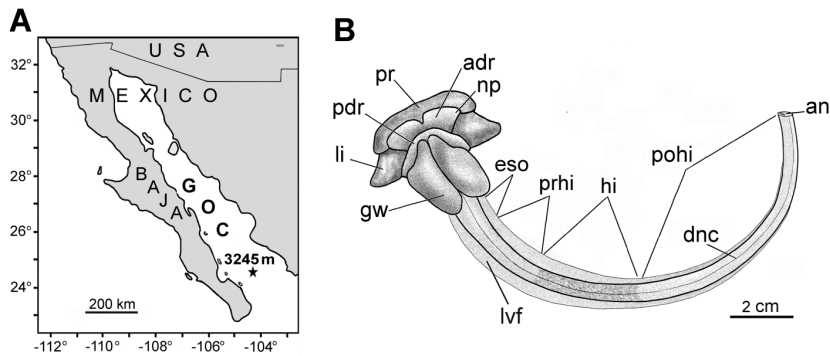 A
U S A
M E X I C O
B A J A
G O C
3245 m
200 km
32°
30°
28°
26°
24°
-112° -110° -108° -106° -104°
B
pr
adr
np
pdr
li
gw
eso
prhi
hi
pohi
an
dnc
lvf
2 cm